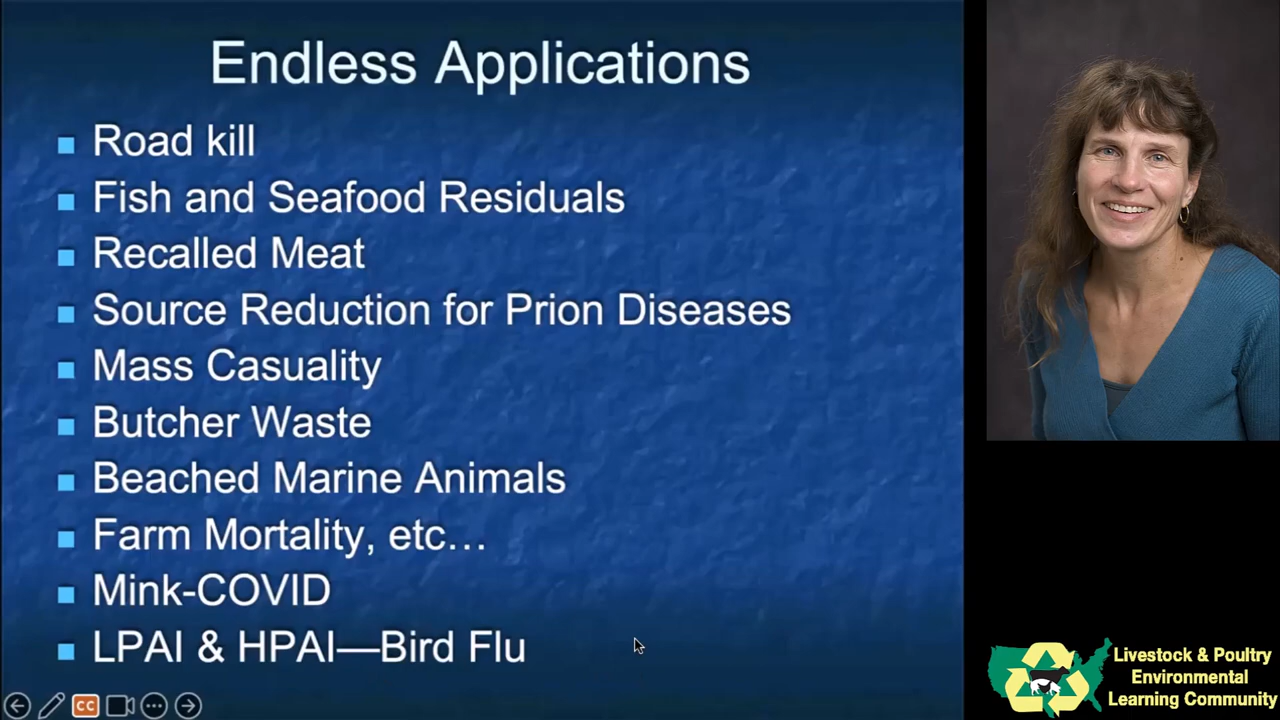 Endless Applications
Road kill
Fish and Seafood Residuals
Recalled Meat
Source Reduction for Prion Diseases
Mass Casuality
Butcher Waste
Beached Marine Animals
Farm Mortality, etc…
Mink-COVID
LPAI & HPAI—Bird Flu
CC
Livestock & Poultry
Environmental
Learning Community